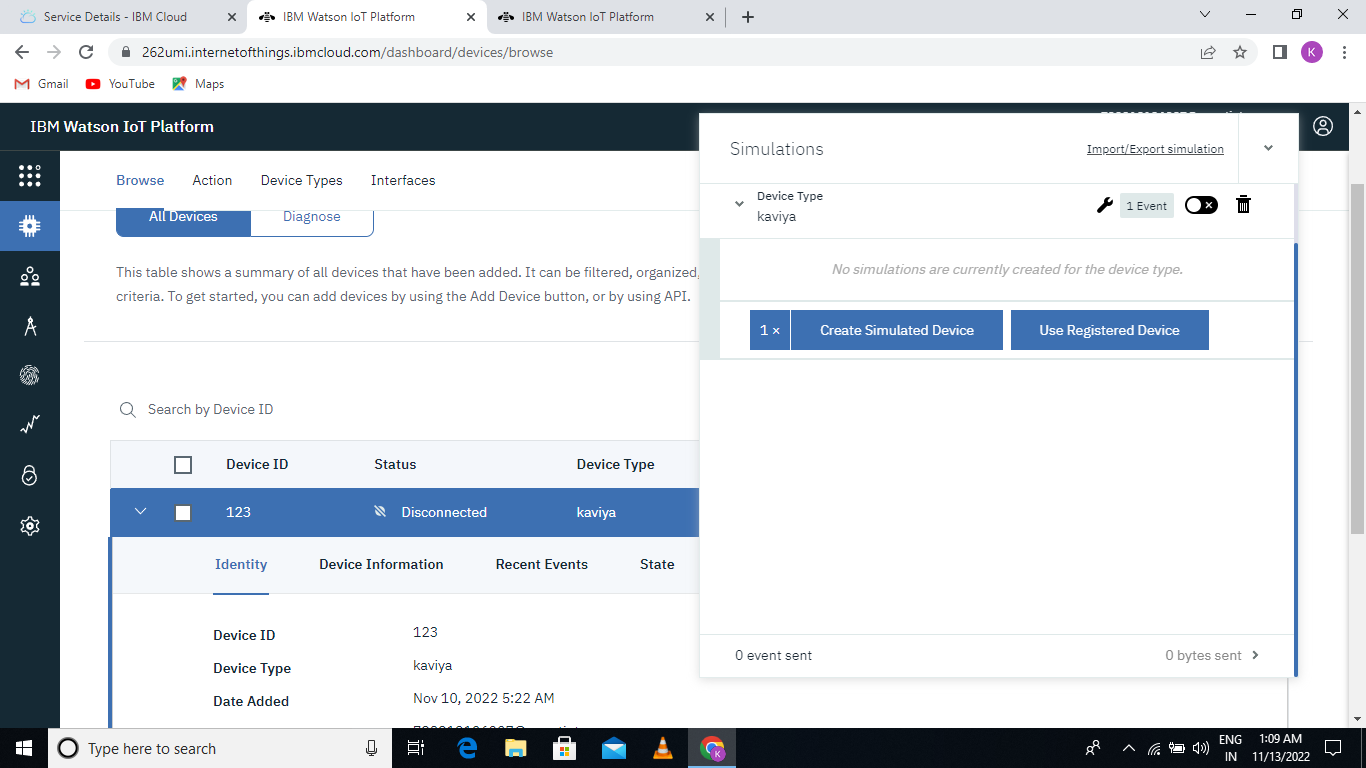 Service Details - IBM Cloud
IBM Watson IoT Platform
IBM Watson IoT Platform
262umi.internetofthings.ibmcloud.com/dashboard/devices/browse
K
Gmail
YouTube
Maps
IBM Watson IoT Platform
Browse
Action
Device Types
Interfaces
All Devices
Diagnose
This table shows a summary of all devices that have been added. It can be filtered, organized,
criteria. To get started, you can add devices by using the Add Device button, or by using API.
Search by Device ID
Device ID
Status
Device Type
123
Disconnected
kaviya
Identity
Device Information
Recent Events
State
Device ID
123
Device Type
kaviya
Date Added
Nov 10, 2022 5:22 AM
Simulations
Import/Export simulation
Device Type
kaviya
1 Event
No simulations are currently created for the device type.
1 ×
Create Simulated Device
Use Registered Device
0 event sent
0 bytes sent
Type here to search
K
ENG
IN
1:09 AM
11/13/2022